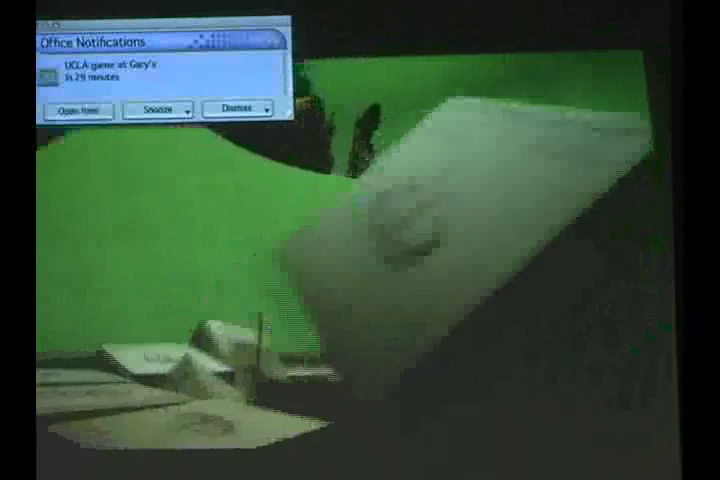 Office Notifications
UCLA game at Gary's
In 29 minutes
Open Item
Snooze
Dismiss